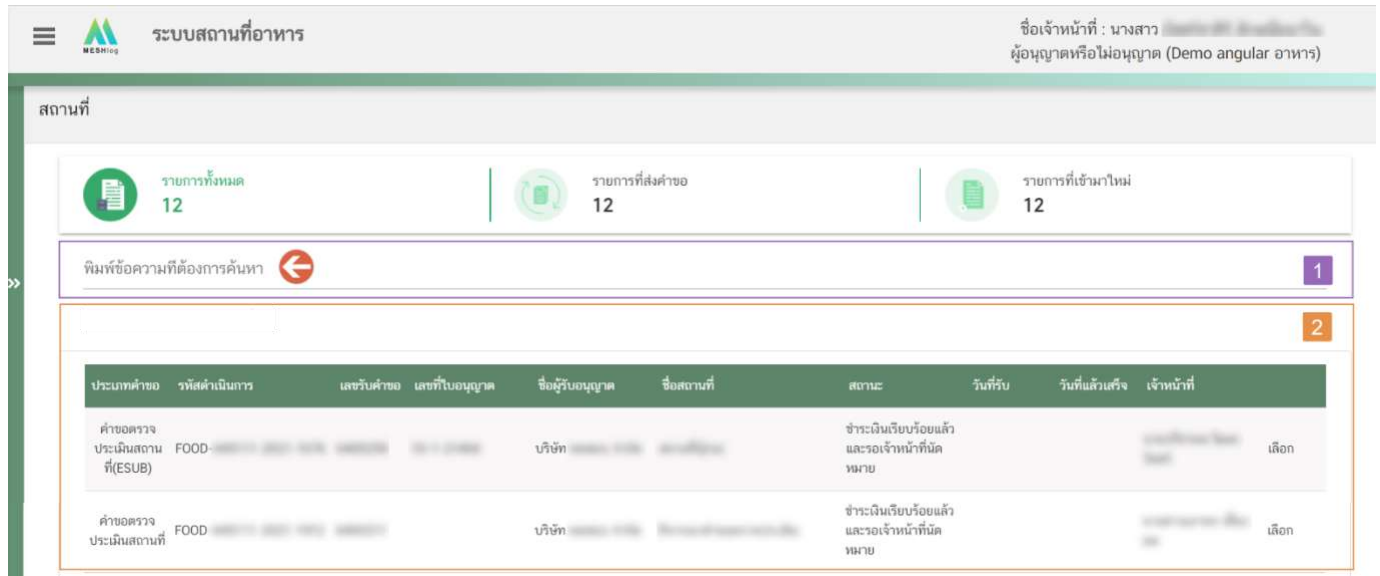 ระบบสถานที่อาหาร
MESHlog
ชื่อเจ้าหน้าที่ : นางสาว
ผู้อนุญาตหรือไม่อนุญาต (Demo angular อาหาร)
สถานที่
รายการทั้งหมด
12
รายการที่ส่งคำขอ
12
รายการที่เข้ามาใหม่
12
พิมพ์ข้อความที่ต้องการค้นหา
1
2
ประเภทคำขอ รหัสดำเนินการ เลขรับคำขอ เลขที่ใบอนุญาต ชื่อผู้รับอนุญาต ชื่อสถานที่ สถานะ วันที่รับ วันที่แล้วเสร็จ เจ้าหน้าที่
คำขอตรวจ
ประเมินสถาน
ที่(ESUB)
FOOD-
บริษัท
ชำระเงินเรียบร้อยแล้ว
และรอเจ้าหน้าที่นัด
หมาย
เลือก
คำขอตรวจ
ประเมินสถานที่
FOOD
บริษัท
ชำระเงินเรียบร้อยแล้ว
และรอเจ้าหน้าที่นัด
หมาย
เลือก